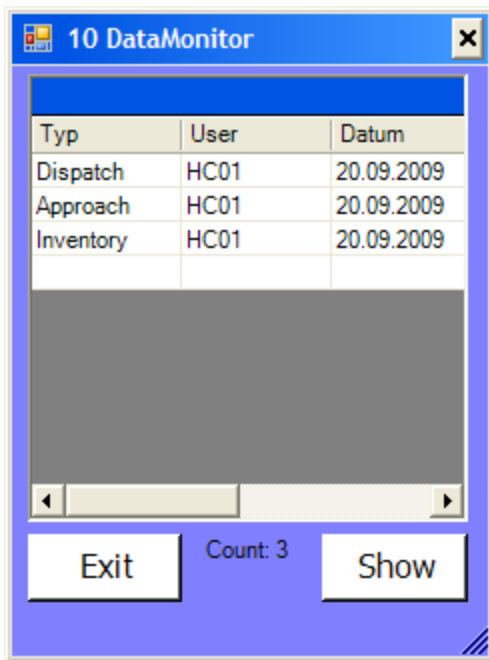 10 DataMonitor
Typ User Datum
Dispatch HC01 20.09.2009
Approach HC01 20.09.2009
Inventory HC01 20.09.2009
Exit Count: 3 Show